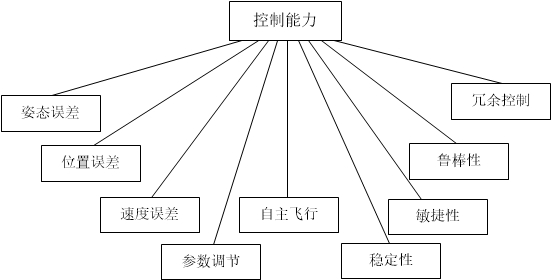 控制能力
姿态误差
位置误差
速度误差
参数调节
自主飞行
稳定性
敏捷性
鲁棒性
冗余控制